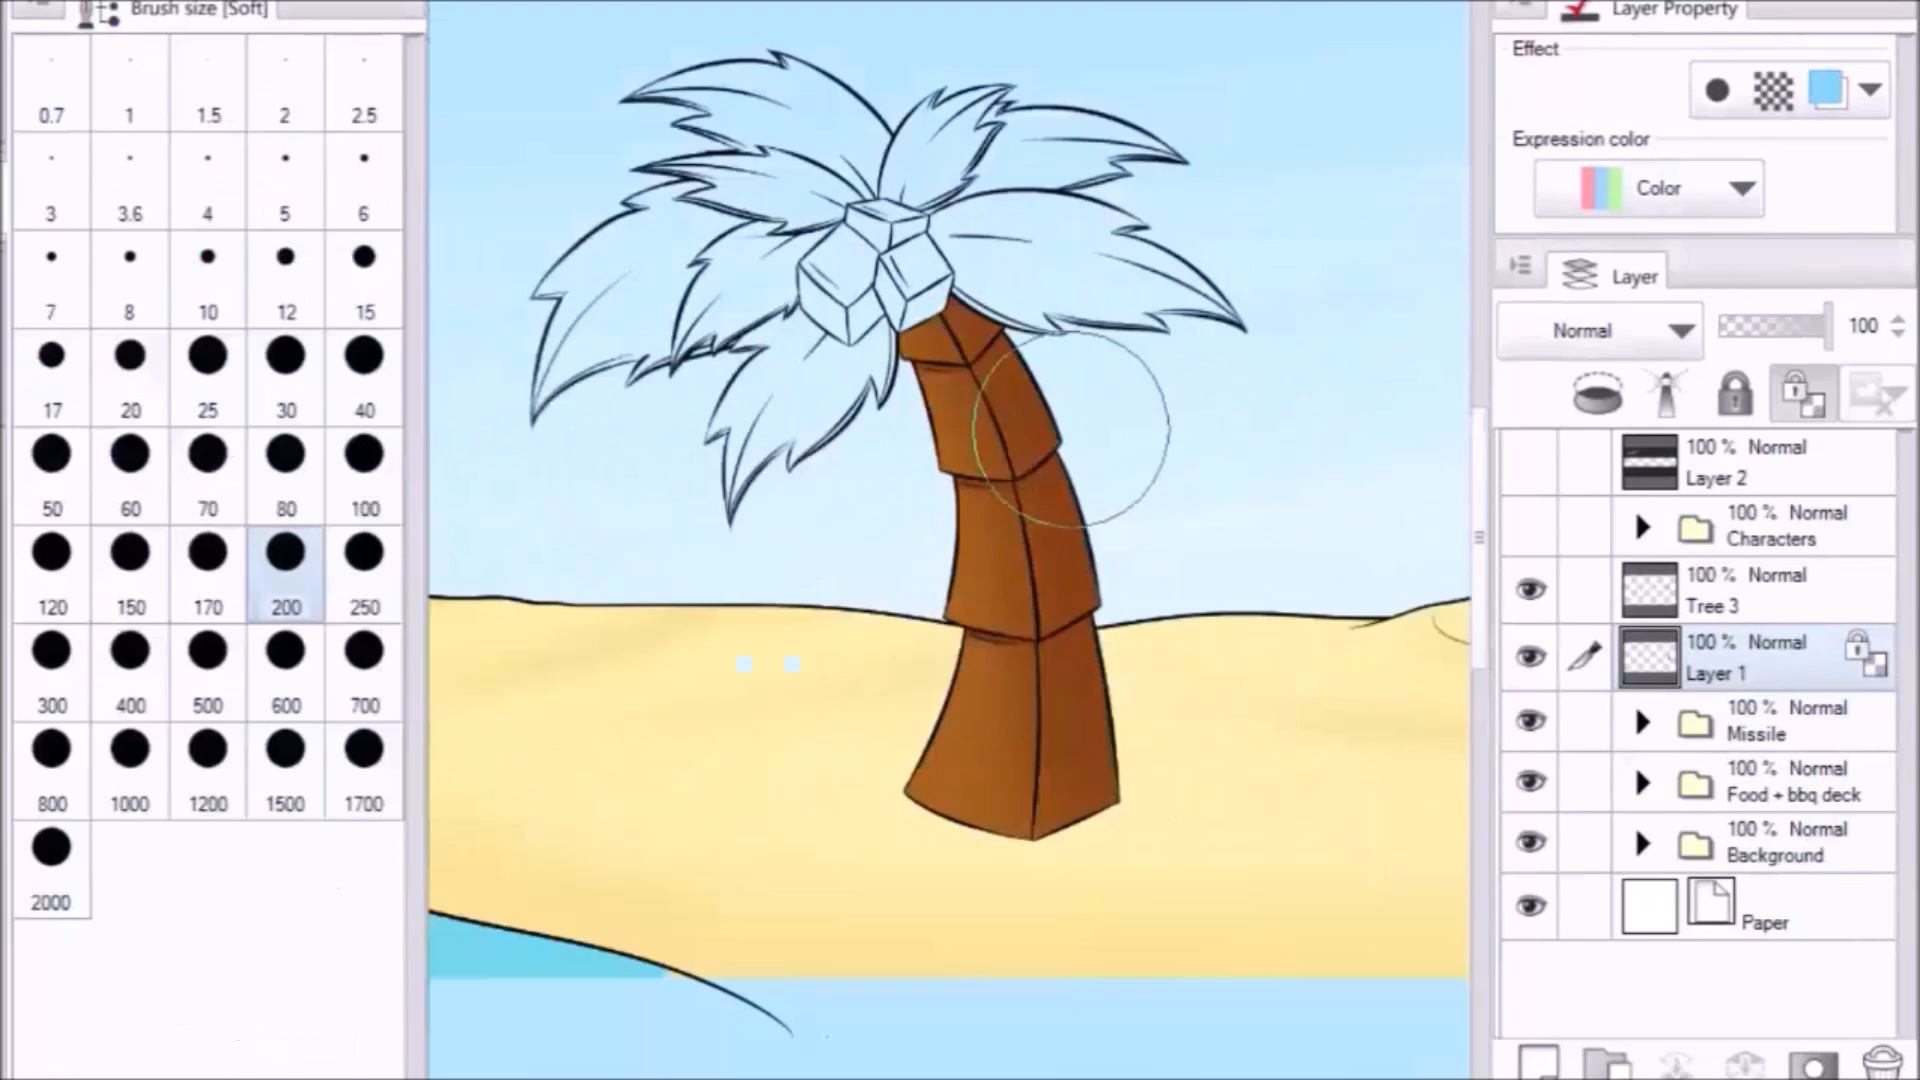 Brush size [Soft]
0.7 1 1.5 2 2.5
3 3.6 4 5 6
7 8 10 12 15
17 20 25 30 40
50 60 70 80 100
120 150 170 200 250
300 400 500 600 700
800 1000 1200 1500 1700
2000
Layer Property
Effect
Expression color
Color
Layer
Normal 100
100 % Normal
Layer 2
100 % Normal
Characters
100 % Normal
Tree 3
100 % Normal
Layer 1
100 % Normal
Missile
100 % Normal
Food + bbq deck
100 % Normal
Background
Paper